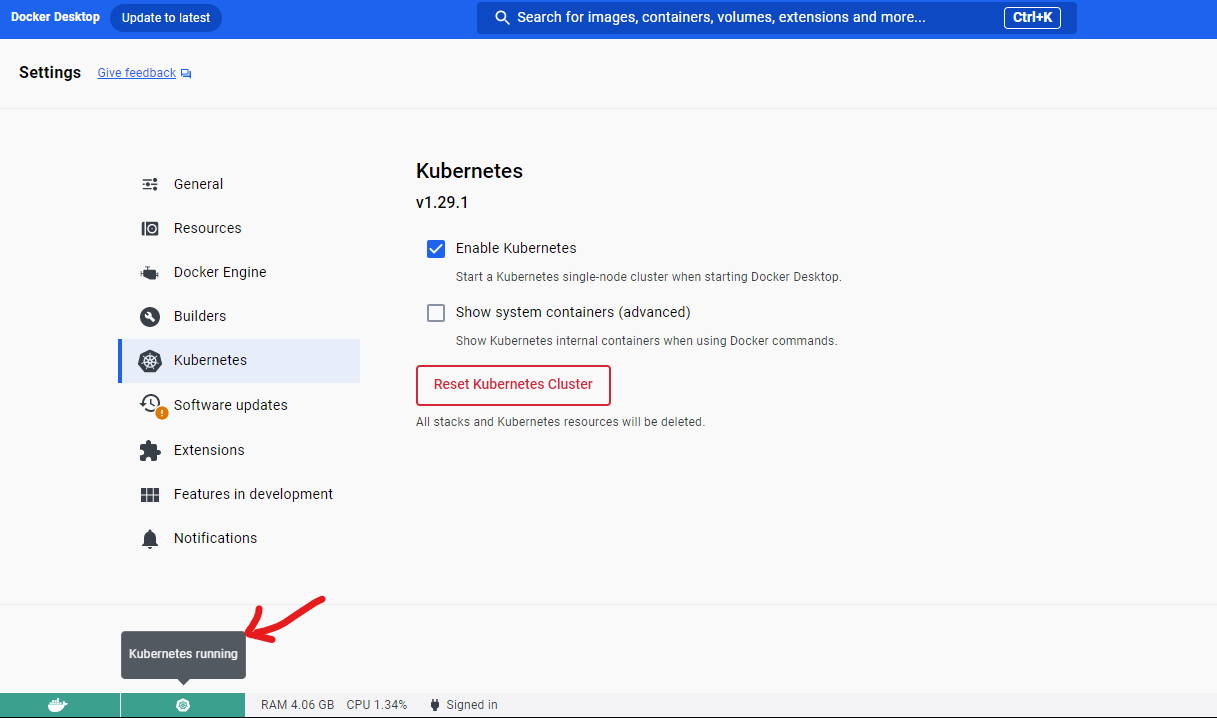 Docker Desktop
Update to latest
Search for images, containers, volumes, extensions and more...
Ctrl+K
Settings
Give feedback
General
Resources
Docker Engine
Builders
Kubernetes
Software updates
Extensions
Features in development
Notifications
Kubernetes
v1.29.1
Enable Kubernetes
Start a Kubernetes single-node cluster when starting Docker Desktop.
Show system containers (advanced)
Show Kubernetes internal containers when using Docker commands.
Reset Kubernetes Cluster
All stacks and Kubernetes resources will be deleted.
Kubernetes running
RAM 4.06 GB
CPU 1.34%
Signed in